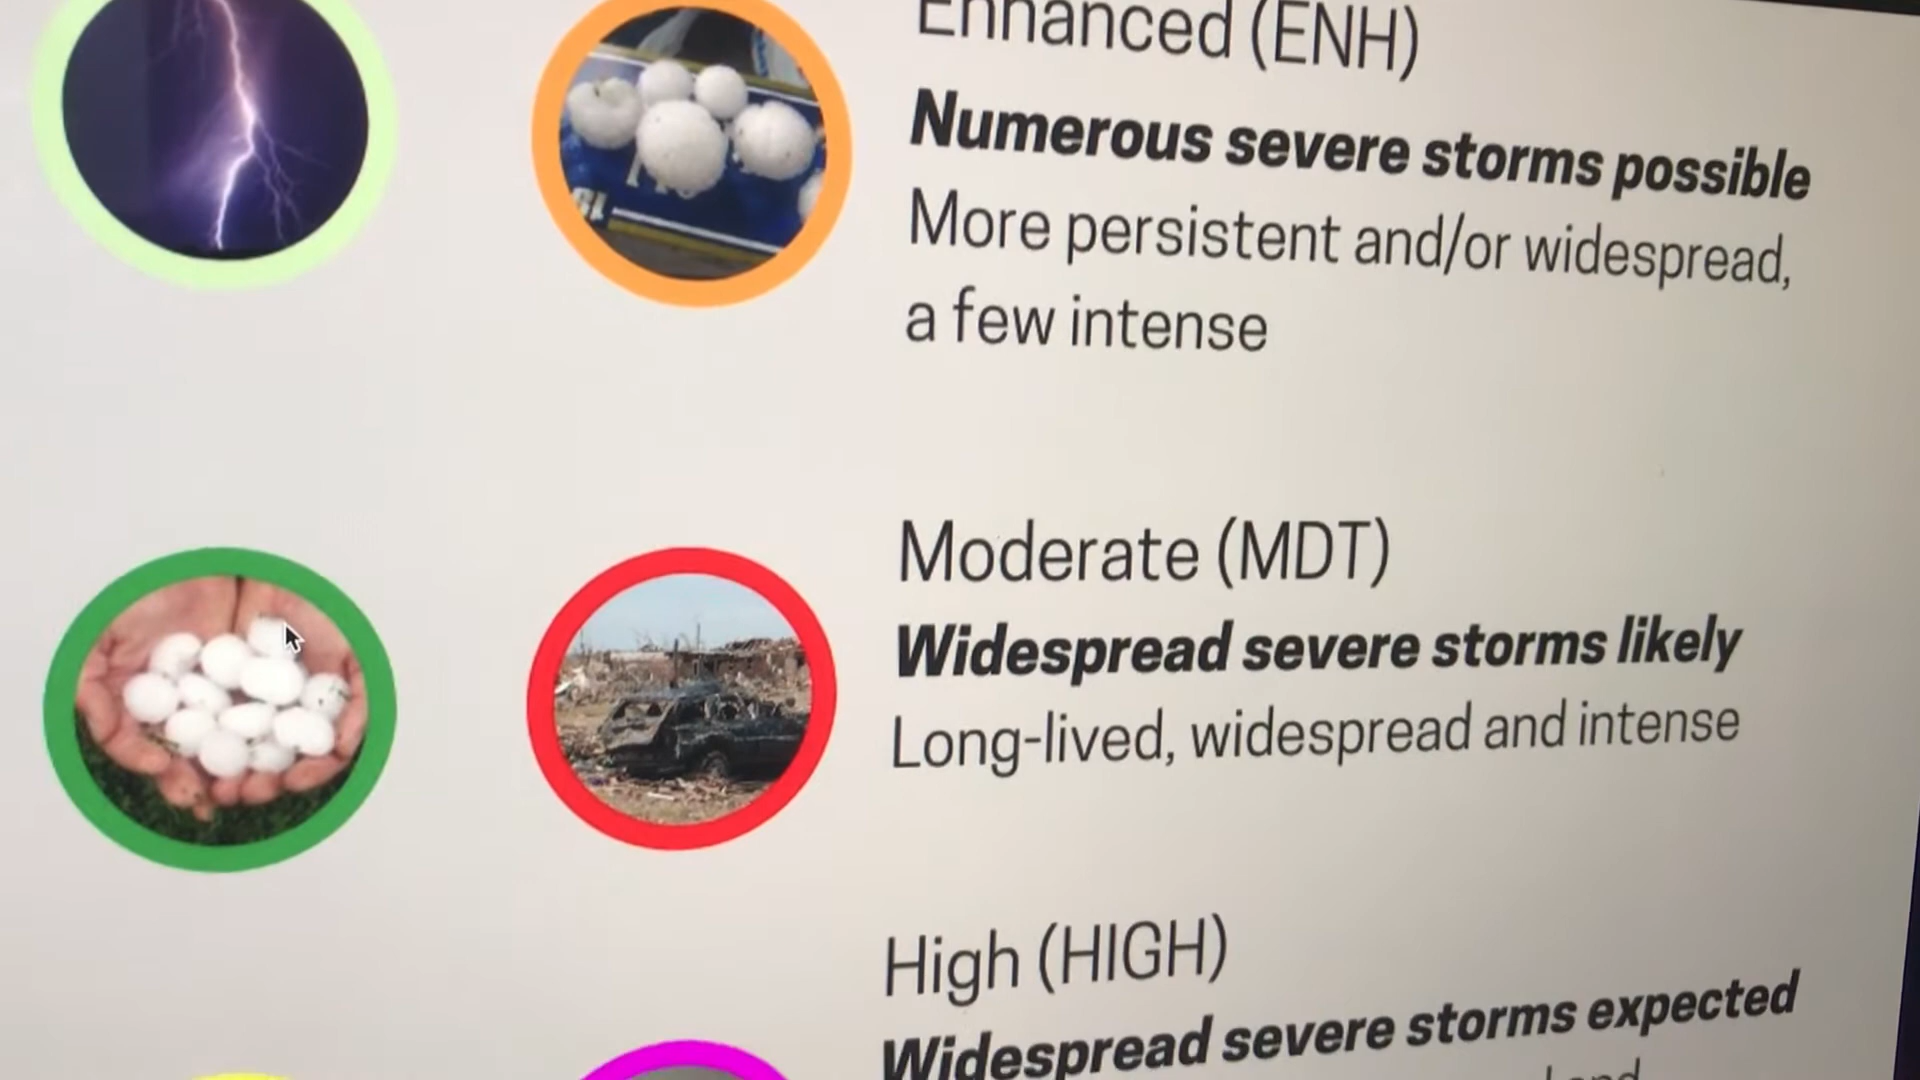 Enhanced (ENH)
Numerous severe storms possible
More persistent and/or widespread,
a few intense
Moderate (MDT)
Widespread severe storms likely
Long-lived, widespread and intense
High (HIGH)
Widespread severe storms expected
and